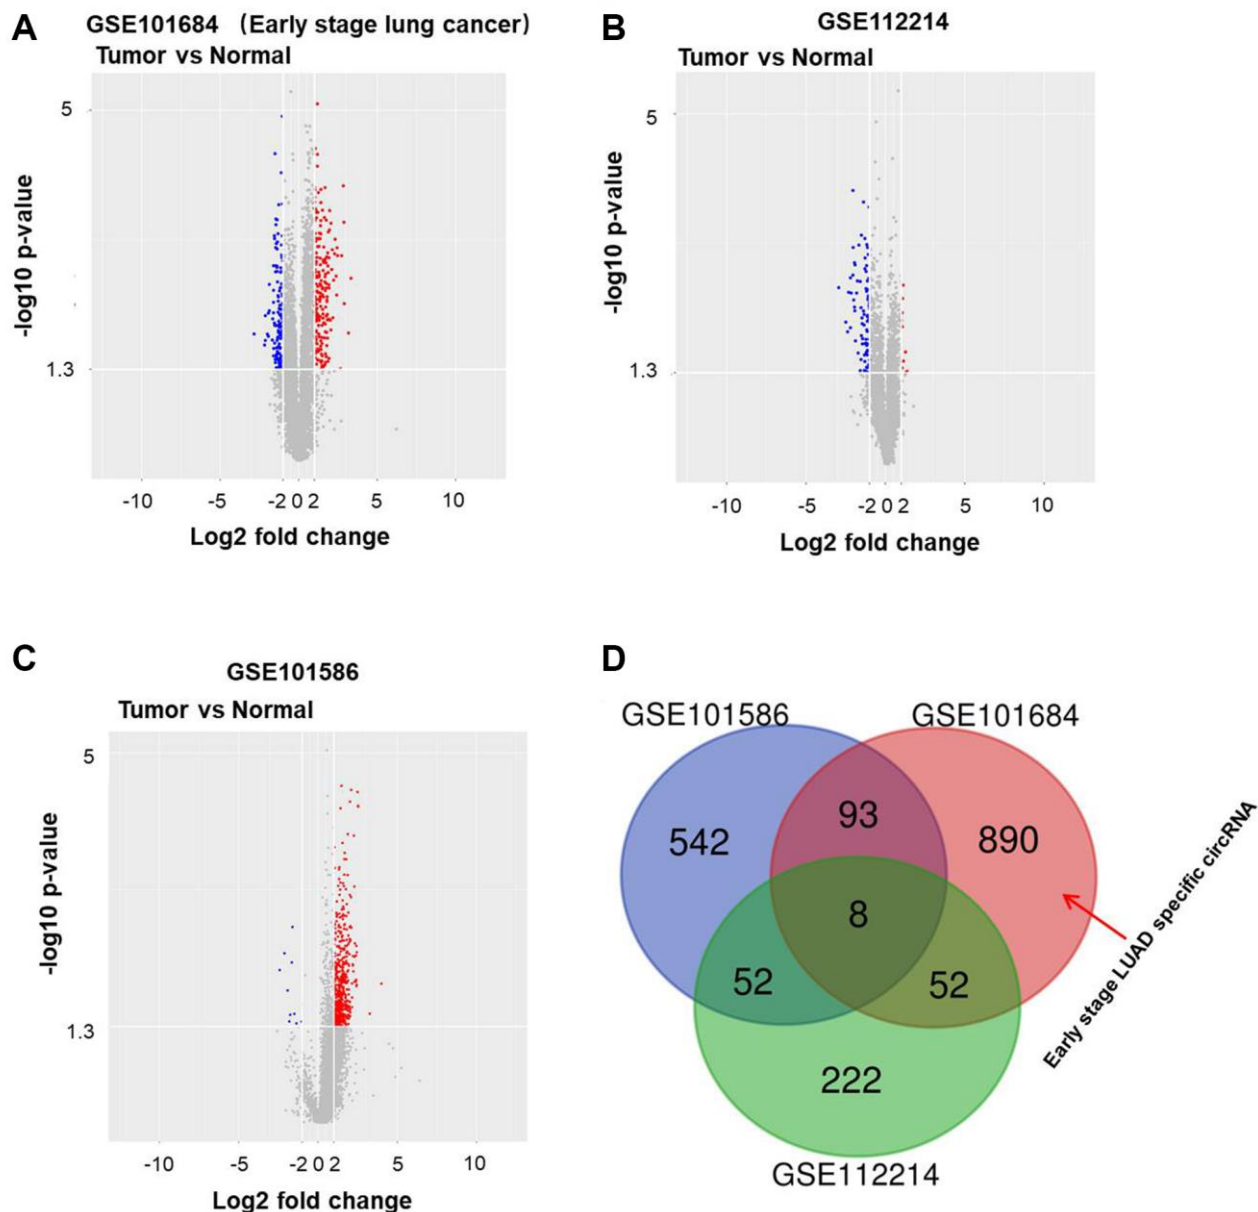 A
GSE101684 (Early stage lung cancer)
Tumor vs Normal
5
1.3
-log10 p-value
-10 -5 -2 0 2 5 10
Log2 fold change
B
GSE112214
Tumor vs Normal
5
1.3
-log10 p-value
-10 -5 -2 0 2 5 10
Log2 fold change
C
GSE101586
Tumor vs Normal
5
1.3
-log10 p-value
-10 -5 -2 0 2 5 10
Log2 fold change
D
GSE101586 GSE101684
542 93 890
8
52 52
222
GSE112214
Early stage LUAD specific circRNA